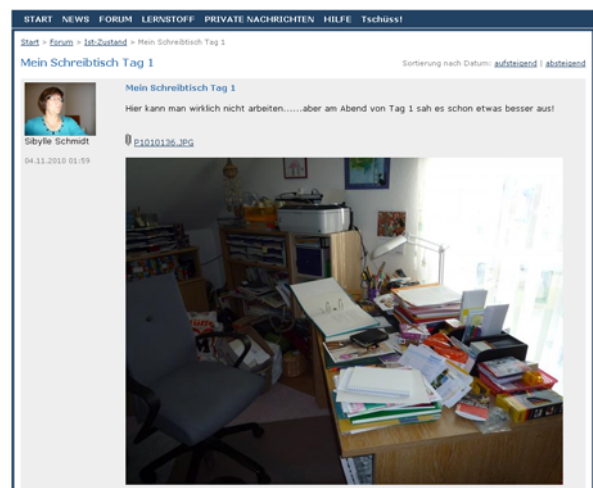 START NEWS FORUM LERNSTOFF PRIVATE NACHRICHTEN HILFE Tschüss!
Start > Forum > Ist-Zustand > Mein Schreibtisch Tag 1
Mein Schreibtisch Tag 1
Sortierung nach Datum: aufsteigend | absteigend
Mein Schreibtisch Tag 1
Hier kann man wirklich nicht arbeiten......aber am Abend von Tag 1 sah es schon etwas besser aus!
P1010136.JPG
Sibylle Schmidt
04.11.2010 01:59